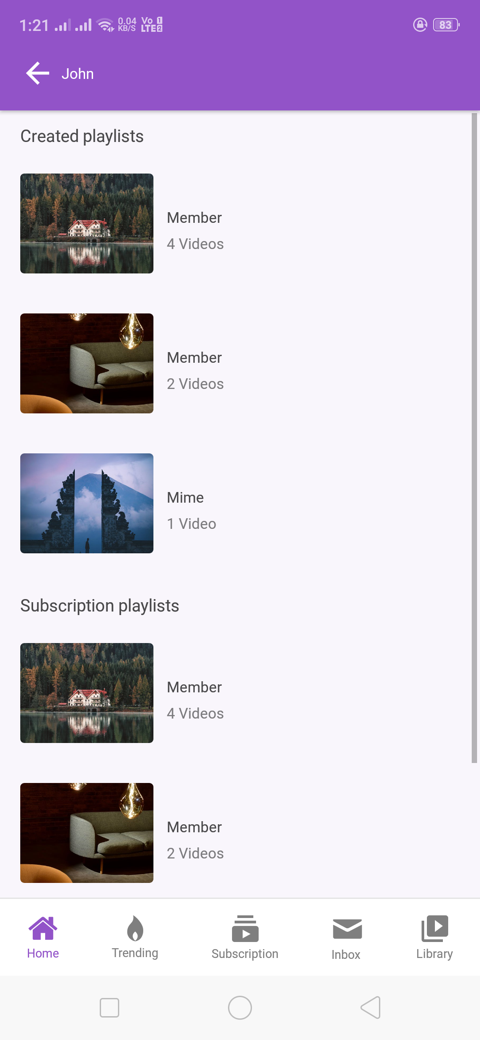 1:21 0.04 KB/S Vo LTE 83
John
Created playlists
Member
4 Videos
Member
2 Videos
Mime
1 Video
Subscription playlists
Member
4 Videos
Member
2 Videos
Home Trending Subscription Inbox Library